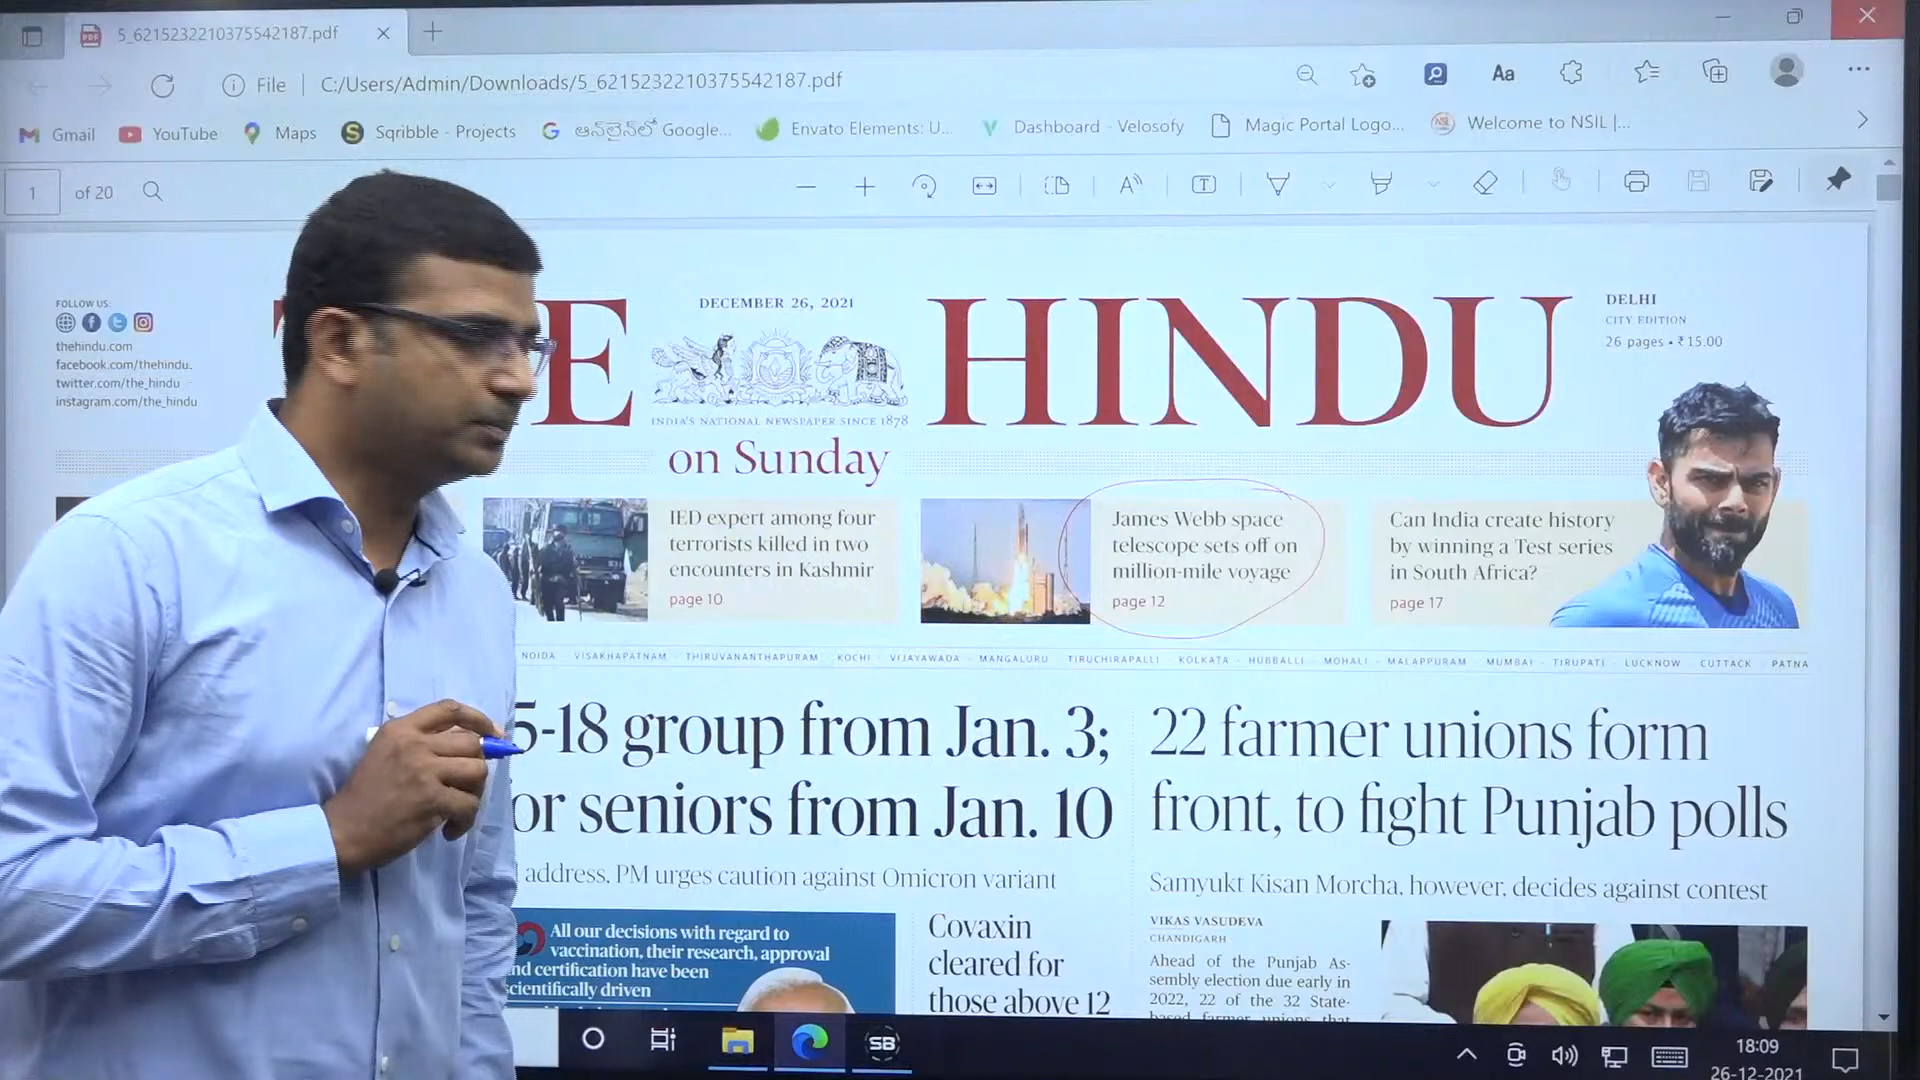 5_6215232210375542187.pdf
File
C:/Users/Admin/Downloads/5_6215232210375542187.pdf
Aa
Gmail
YouTube
Maps
Sqribble - Projects
ఆన్‌లైన్‌లో Google...
Envato Elements: U...
Dashboard - Velosofy
Magic Portal Logo...
Welcome to NSIL |...
1 of 20
FOLLOW US:
thehindu.com
facebook.com/thehindu.
twitter.com/the_hindu
instagram.com/the_hindu
DECEMBER 26, 2021
E HINDU
INDIA'S NATIONAL NEWSPAPER SINCE 1878
on Sunday
DELHI
CITY EDITION
26 pages • ₹15.00
IED expert among four
terrorists killed in two
encounters in Kashmir
page 10
James Webb space
telescope sets off on
million-mile voyage
page 12
Can India create history
by winning a Test series
in South Africa?
page 17
NOIDA · VISAKHAPATNAM · THIRUVANANTHAPURAM · KOCHI · VIJAYAWADA · MANGALURU · TIRUCHIRAPALLI · KOLKATA · HUBBALLI · MOHALI · MALAPPURAM · MUMBAI · TIRUPATI · LUCKNOW · CUTTACK · PATNA
5-18 group from Jan. 3;
or seniors from Jan. 10
address, PM urges caution against Omicron variant
All our decisions with regard to
vaccination, their research, approval
nd certification have been
scientifically driven
Covaxin
cleared for
those above 12
22 farmer unions form
front, to fight Punjab polls
Samyukt Kisan Morcha, however, decides against contest
VIKAS VASUDEVA
CHANDIGARH
Ahead of the Punjab As-
sembly election due early in
2022, 22 of the 32 State-
based farmer unions that
SB
18:09
26-12-2021